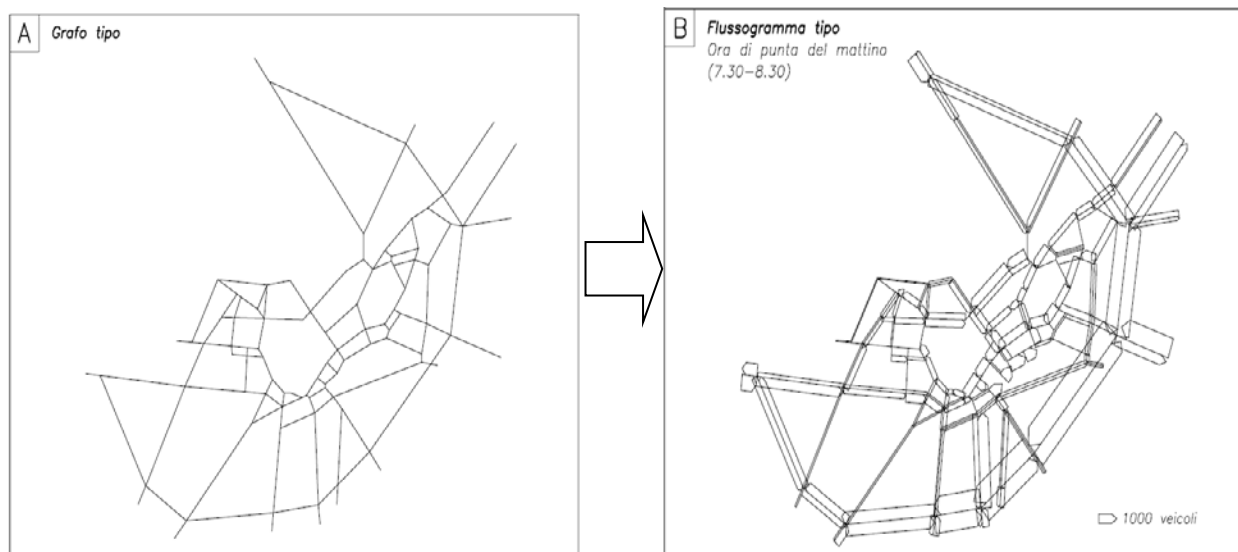 A
Grafo tipo
B
Flussogramma tipo
Ora di punta del mattino
(7.30-8.30)
1000 veicoli